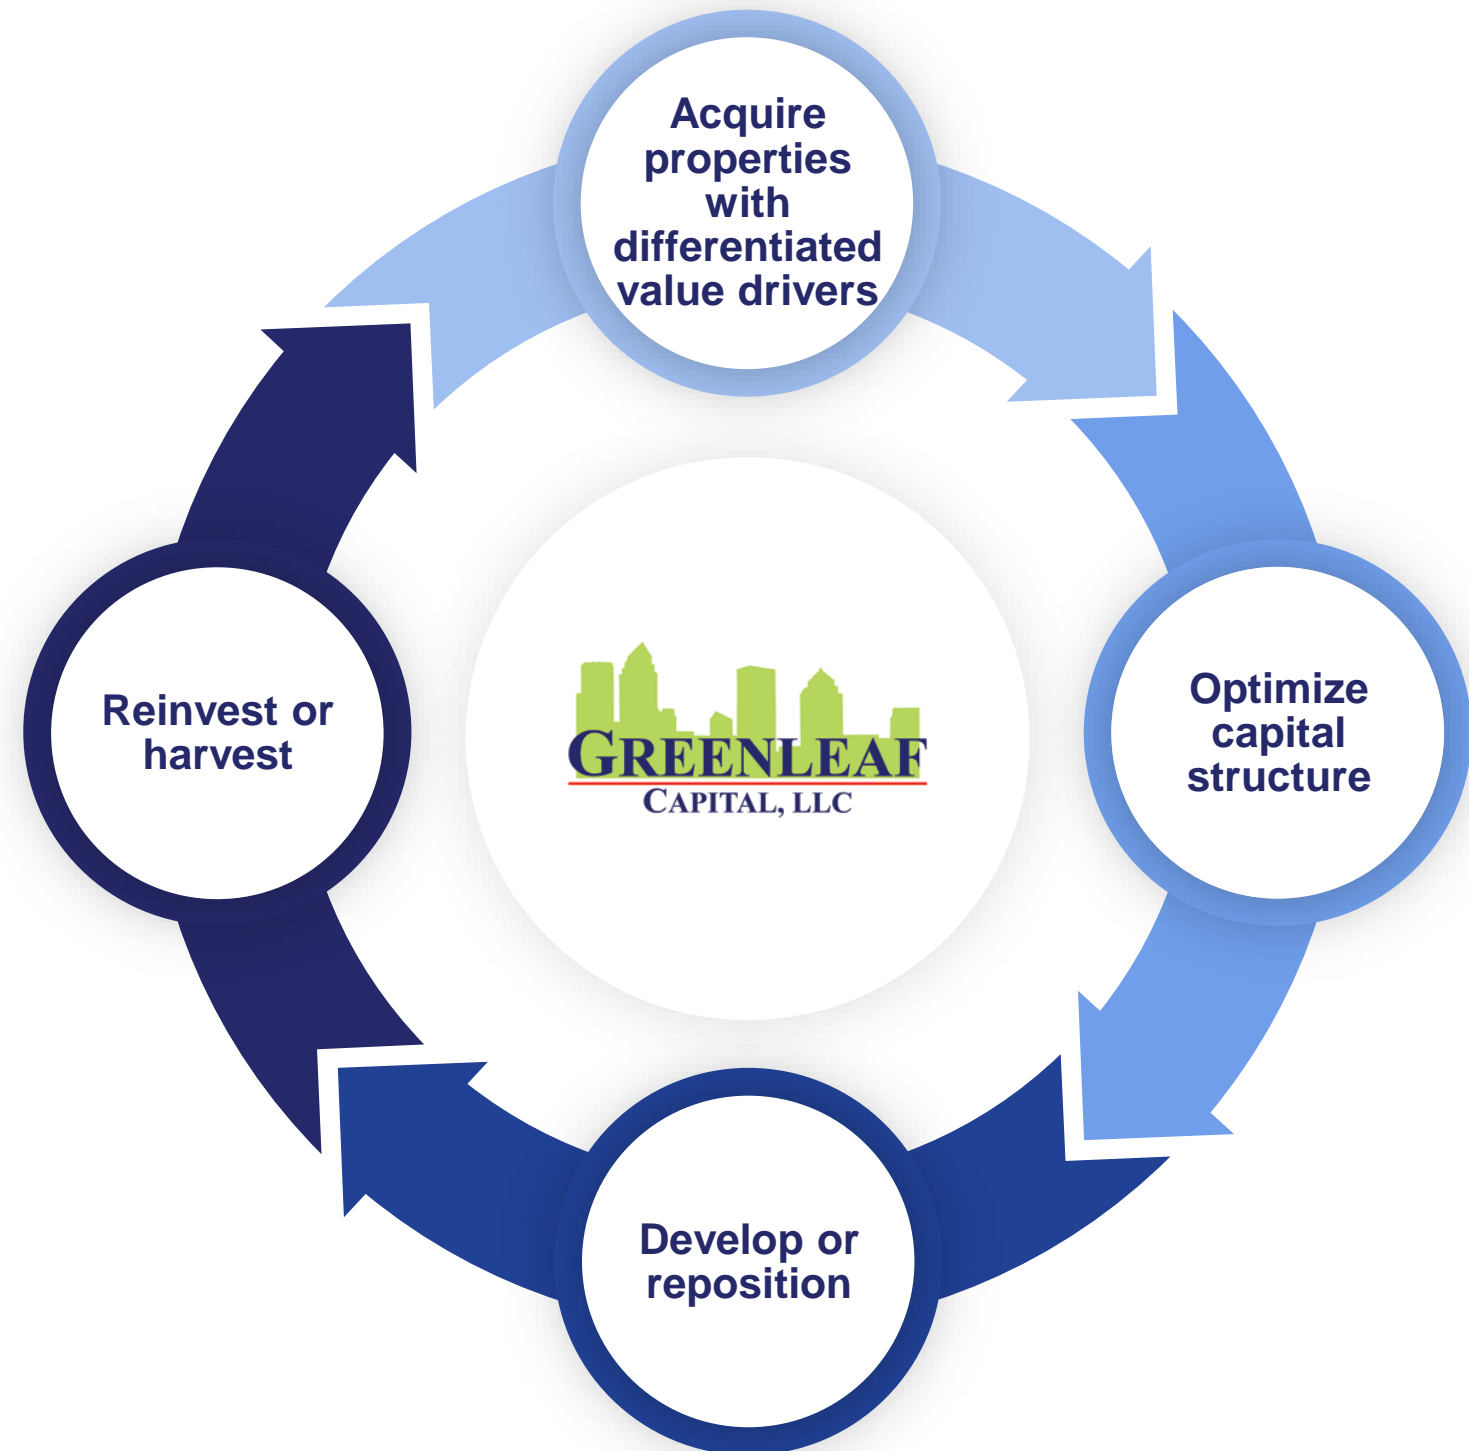 Acquire
properties
with
differentiated
value drivers
Optimize
capital
structure
Develop or
reposition
Reinvest or
harvest
GREENLEAF
CAPITAL, LLC